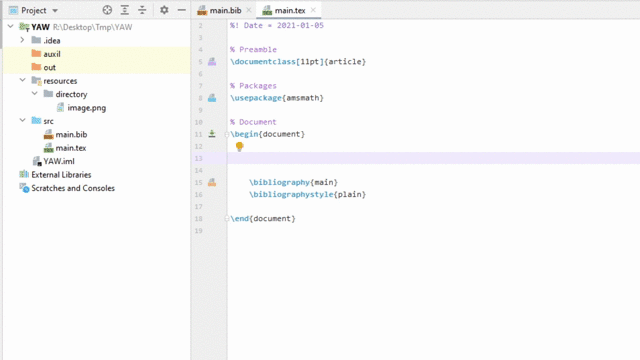 Project
main.bib
main.tex
YAW R:\Desktop\Tmp\YAW
.idea
auxil
out
resources
directory
image.png
src
main.bib
main.tex
YAW.iml
External Libraries
Scratches and Consoles
2 %! Date = 2021-01-05
3
4 % Preamble
5 \documentclass[11pt]{article}
6
7 % Packages
8 \usepackage{amsmath}
9
10 % Document
11 \begin{document}
12
13
14
15 \bibliography{main}
16 \bibliographystyle{plain}
17
18 \end{document}
19